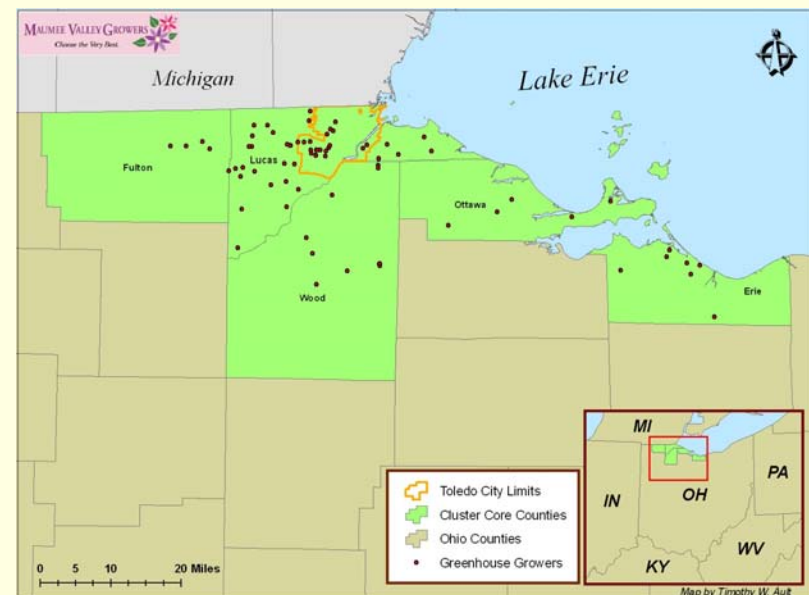 MAUMEE VALLEY GROWERS
Choose the Very Best.
Michigan
Lake Erie
Fulton
Lucas
Ottawa
Wood
Erie
Toledo City Limits
Cluster Core Counties
Ohio Counties
Greenhouse Growers
0 5 10 20 Miles
MI
PA
IN
OH
WV
KY
Map by Timothy W. Ault